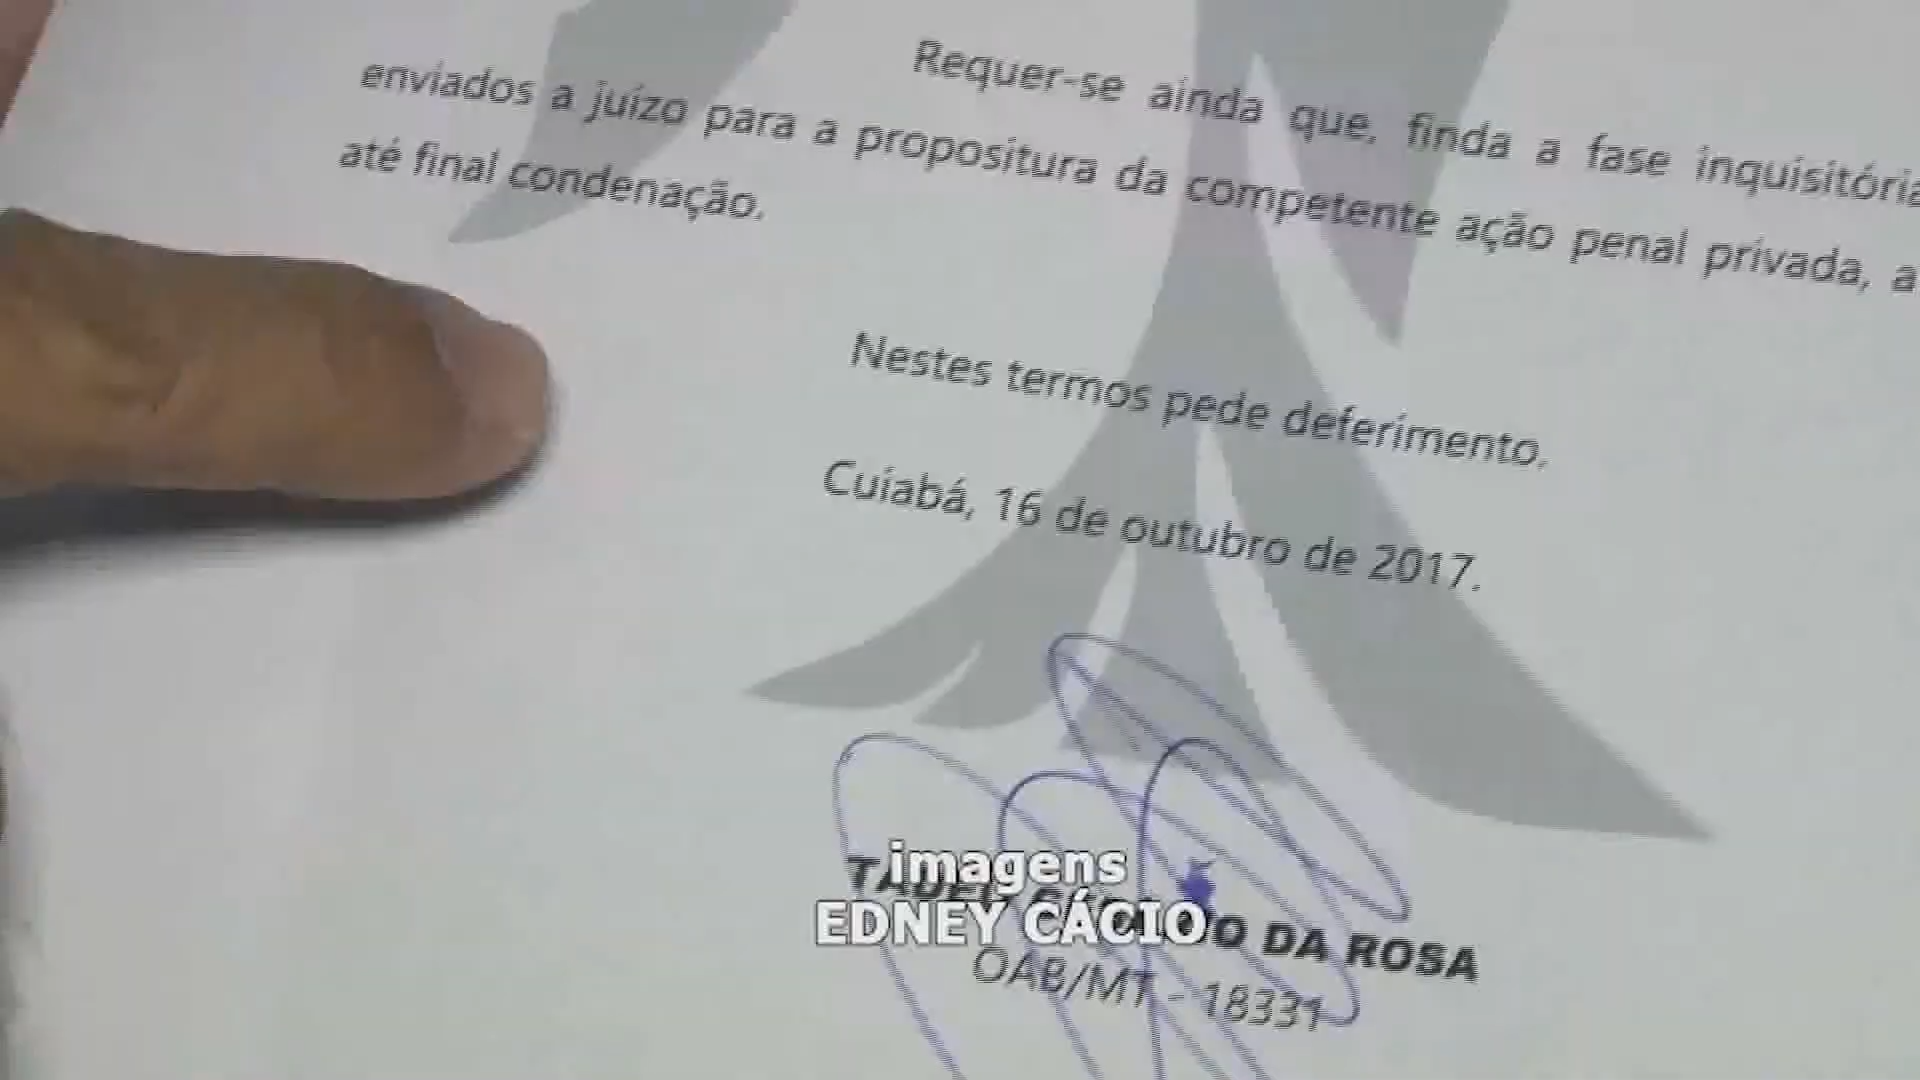 Requer-se ainda que, finda a fase inquisitória
enviados a juízo para a propositura da competente ação penal privada, a
até final condenação.
Nestes termos pede deferimento.
Cuiabá, 16 de outubro de 2017.
imagens
EDNEY CÁCIO
DA ROSA
OAB/MT - 18331